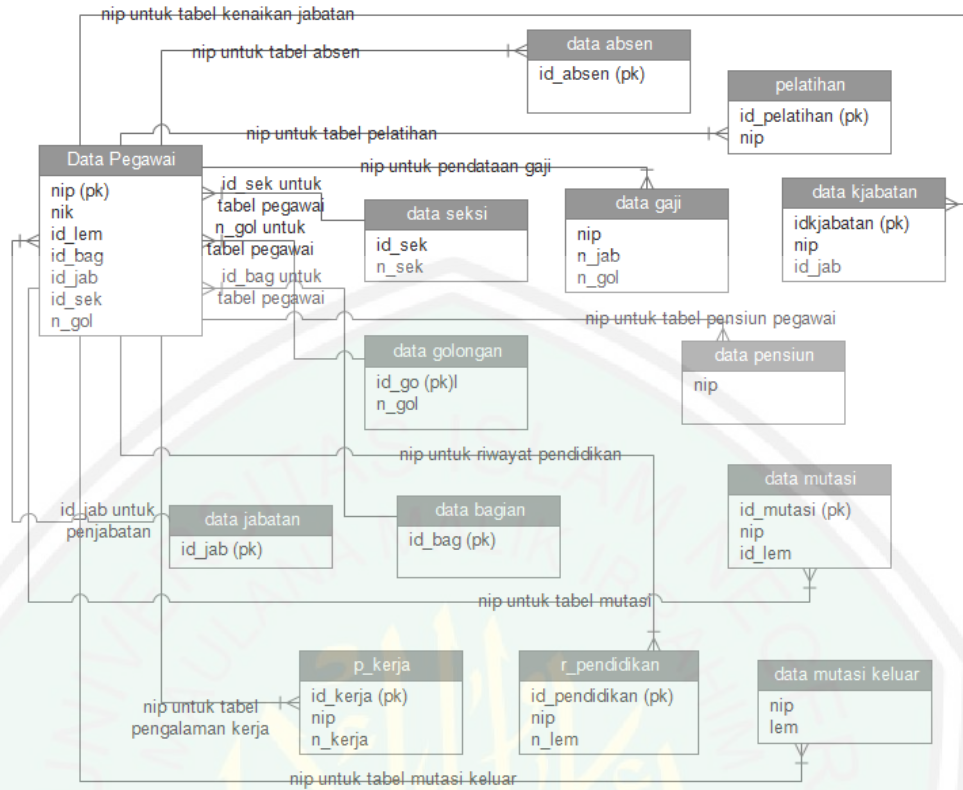 nip untuk tabel kenaikan jabatan
nip untuk tabel absen
data absen
id_absen (pk)
pelatihan
id_pelatihan (pk)
nip
nip untuk tabel pelatihan
Data Pegawai
nip (pk)
nik
id_lem
id_bag
id_jab
id_sek
n_gol
nip untuk pendataan gaji
id_sek untuk
tabel pegawai
n_gol untuk
tabel pegawai
id_bag untuk
tabel pegawai
data seksi
id_sek
n_sek
data gaji
nip
n_jab
n_gol
data kjabatan
idkjabatan (pk)
nip
id_jab
nip untuk tabel pensiun pegawai
data golongan
id_go (pk)l
n_gol
data pensiun
nip
nip untuk riwayat pendidikan
id_jab untuk
penjabatan
data jabatan
id_jab (pk)
data bagian
id_bag (pk)
data mutasi
id_mutasi (pk)
nip
id_lem
nip untuk tabel mutasi
p_kerja
id_kerja (pk)
nip
n_kerja
nip untuk tabel
pengalaman kerja
r_pendidikan
id_pendidikan (pk)
nip
n_lem
data mutasi keluar
nip
lem
nip untuk tabel mutasi keluar
UNIVERSITAS ISLAM NEGERI
MAULANA MALIK IBRAHIM